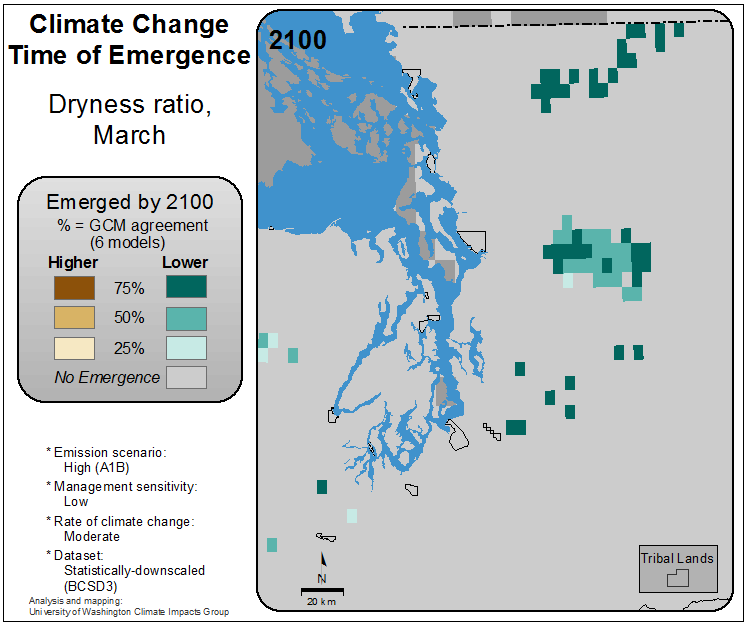 Climate Change
Time of Emergence
Dryness ratio,
March
Emerged by 2100
% = GCM agreement
(6 models)
Higher Lower
75%
50%
25%
No Emergence
* Emission scenario:
High (A1B)
* Management sensitivity:
Low
* Rate of climate change:
Moderate
* Dataset:
Statistically-downscaled
(BCSD3)
Analysis and mapping:
University of Washington Climate Impacts Group
2100
N
20 km
Tribal Lands